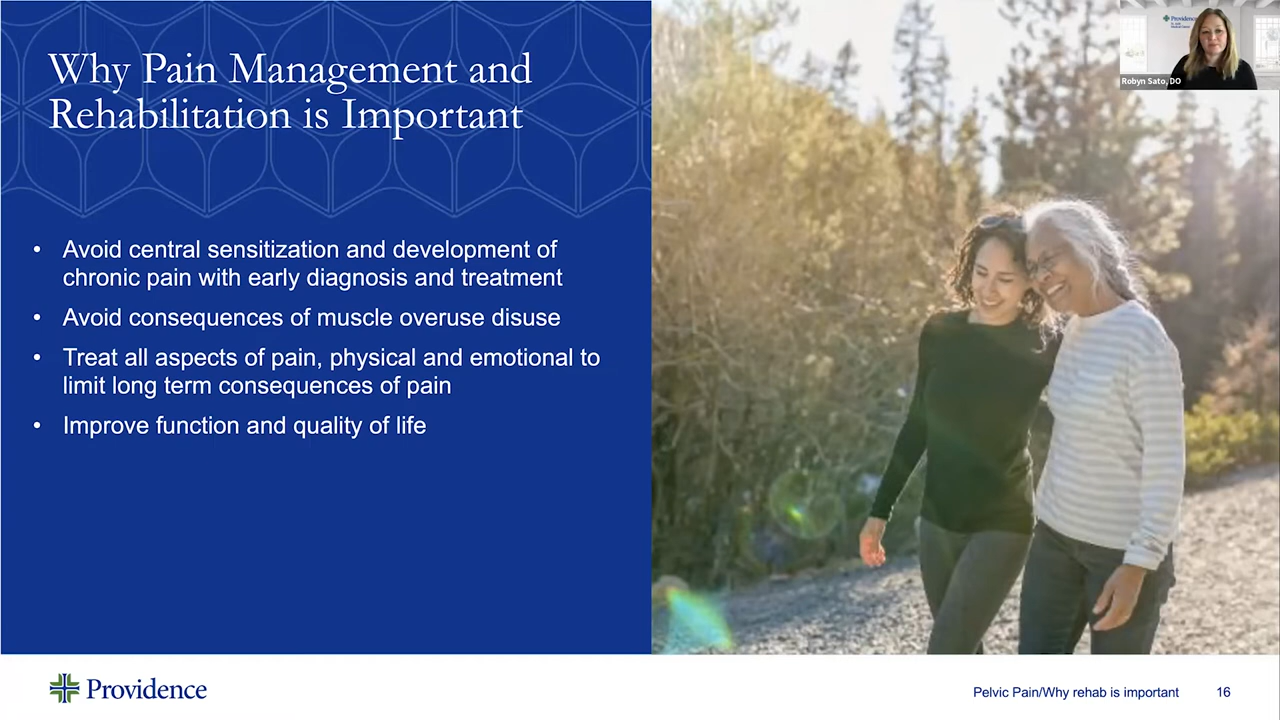 Why Pain Management and
Rehabilitation is Important
• Avoid central sensitization and development of
chronic pain with early diagnosis and treatment
• Avoid consequences of muscle overuse disuse
• Treat all aspects of pain, physical and emotional to
limit long term consequences of pain
• Improve function and quality of life
Providence
Robyn Sato, DO
Providence
Pelvic Pain/Why rehab is important 16